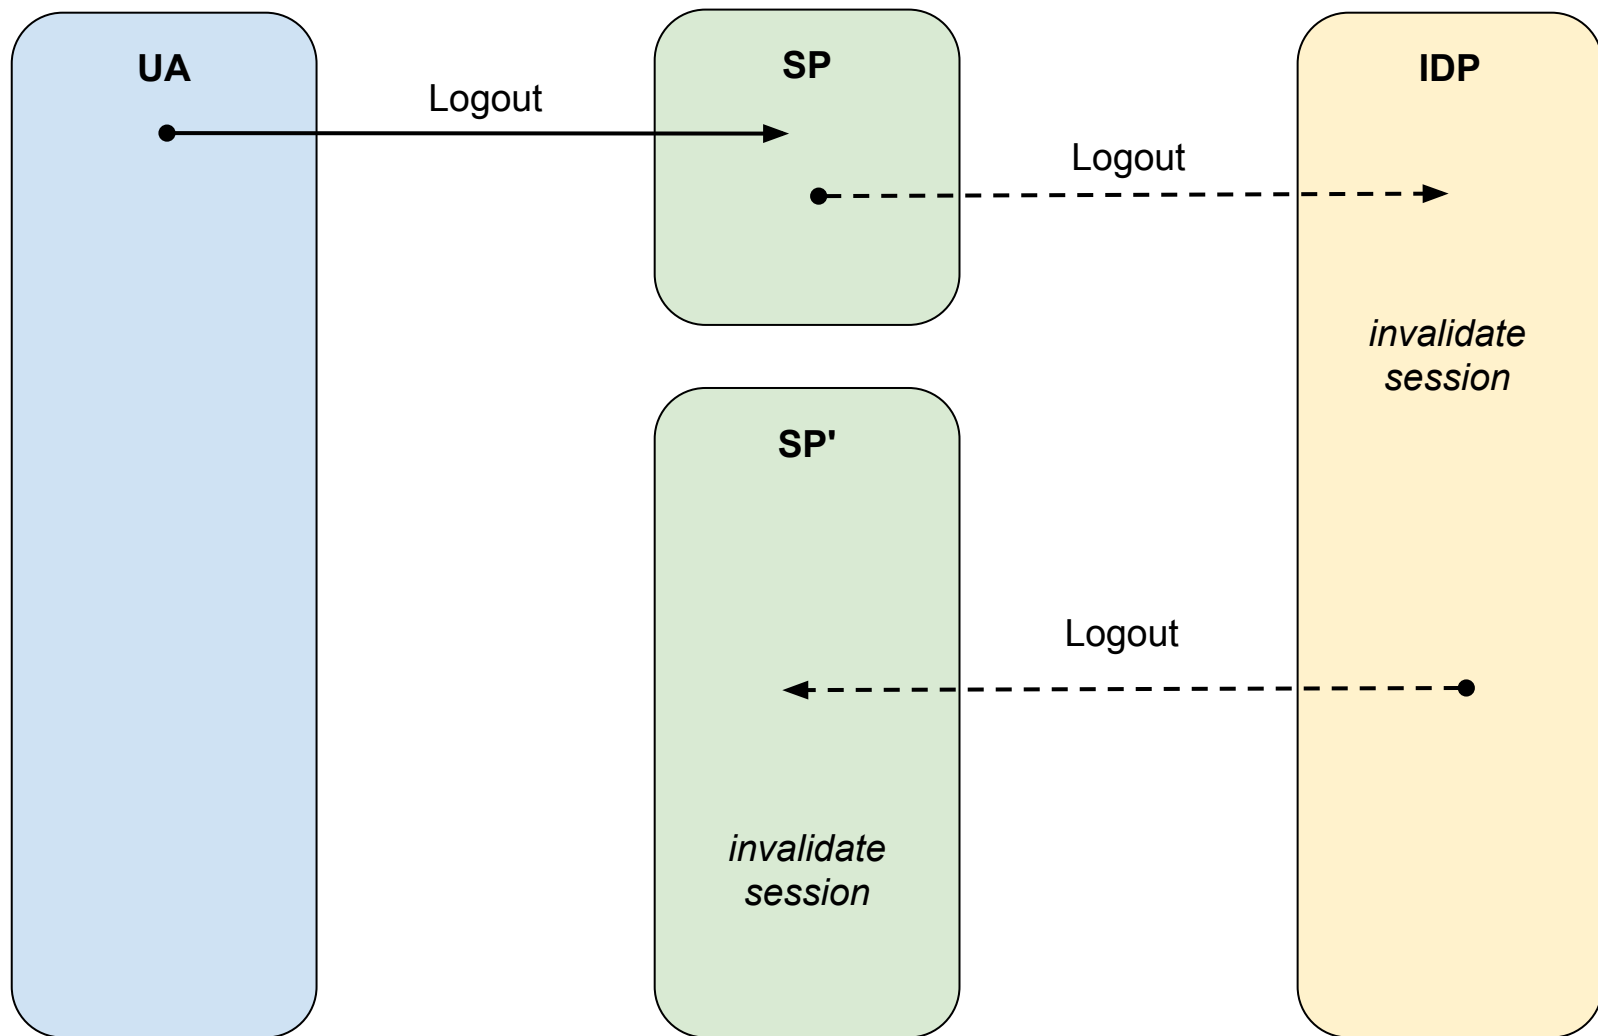 UA
SP
IDP
Logout
Logout
invalidate
session
SP'
Logout
invalidate
session